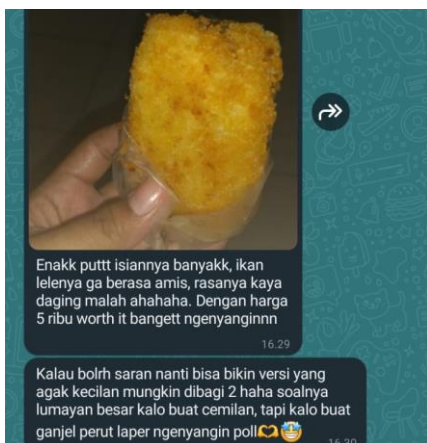 Enakk puttt isiannya banyakk, ikan
lelenya ga berasa amis, rasanya kaya
daging malah ahahaha. Dengan harga
5 ribu worth it bangett ngenyanginnn
16.29
Kalau bolrh saran nanti bisa bikin versi yang
agak kecilan mungkin dibagi 2 haha soalnya
lumayan besar kalo buat cemilan, tapi kalo buat
ganjel perut laper ngenyangin poll🫶🤩
16.30